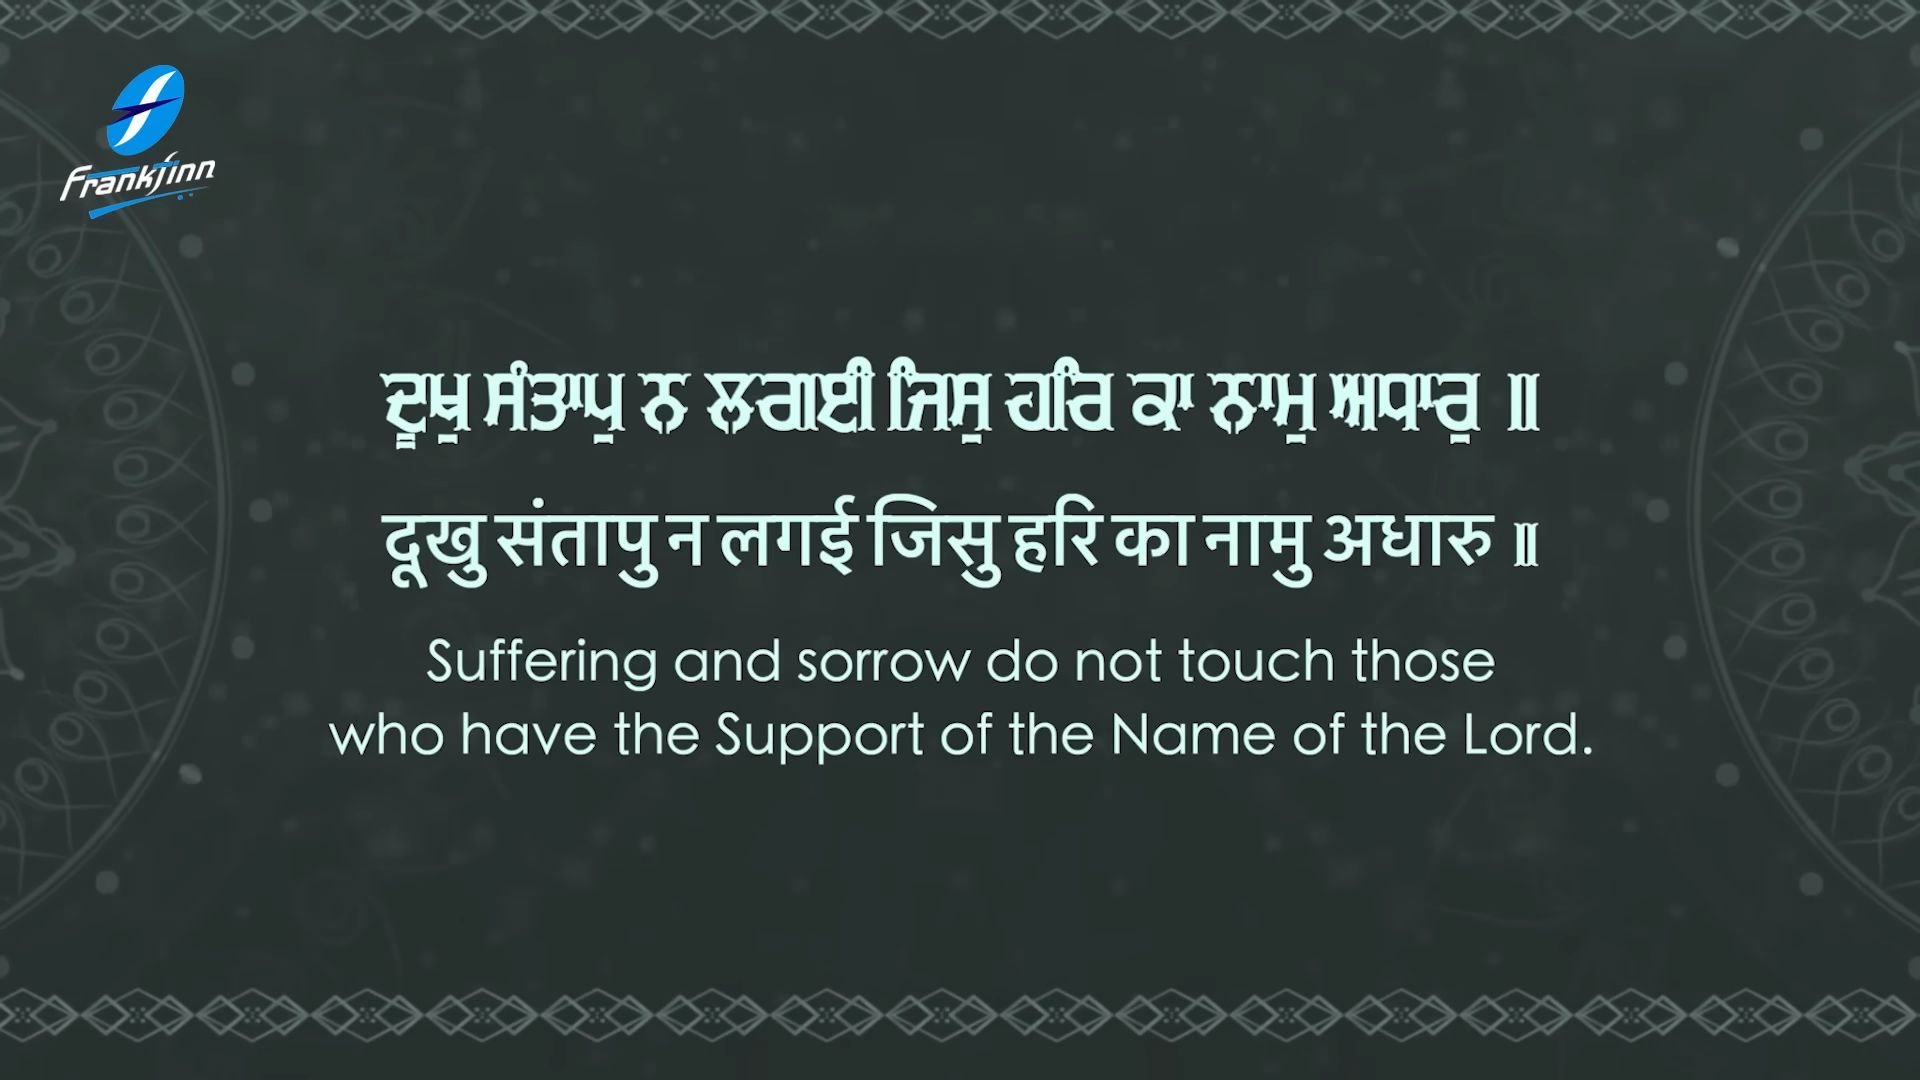 Frankfinn
ਦੂਖੁ ਸੰਤਾਪੁ ਨ ਲਗਈ ਜਿਸੁ ਹਰਿ ਕਾ ਨਾਮੁ ਅਧਾਰੁ ॥
दूखु संतापु न लगई जिसु हरि का नामु अधारु ॥
Suffering and sorrow do not touch those
who have the Support of the Name of the Lord.